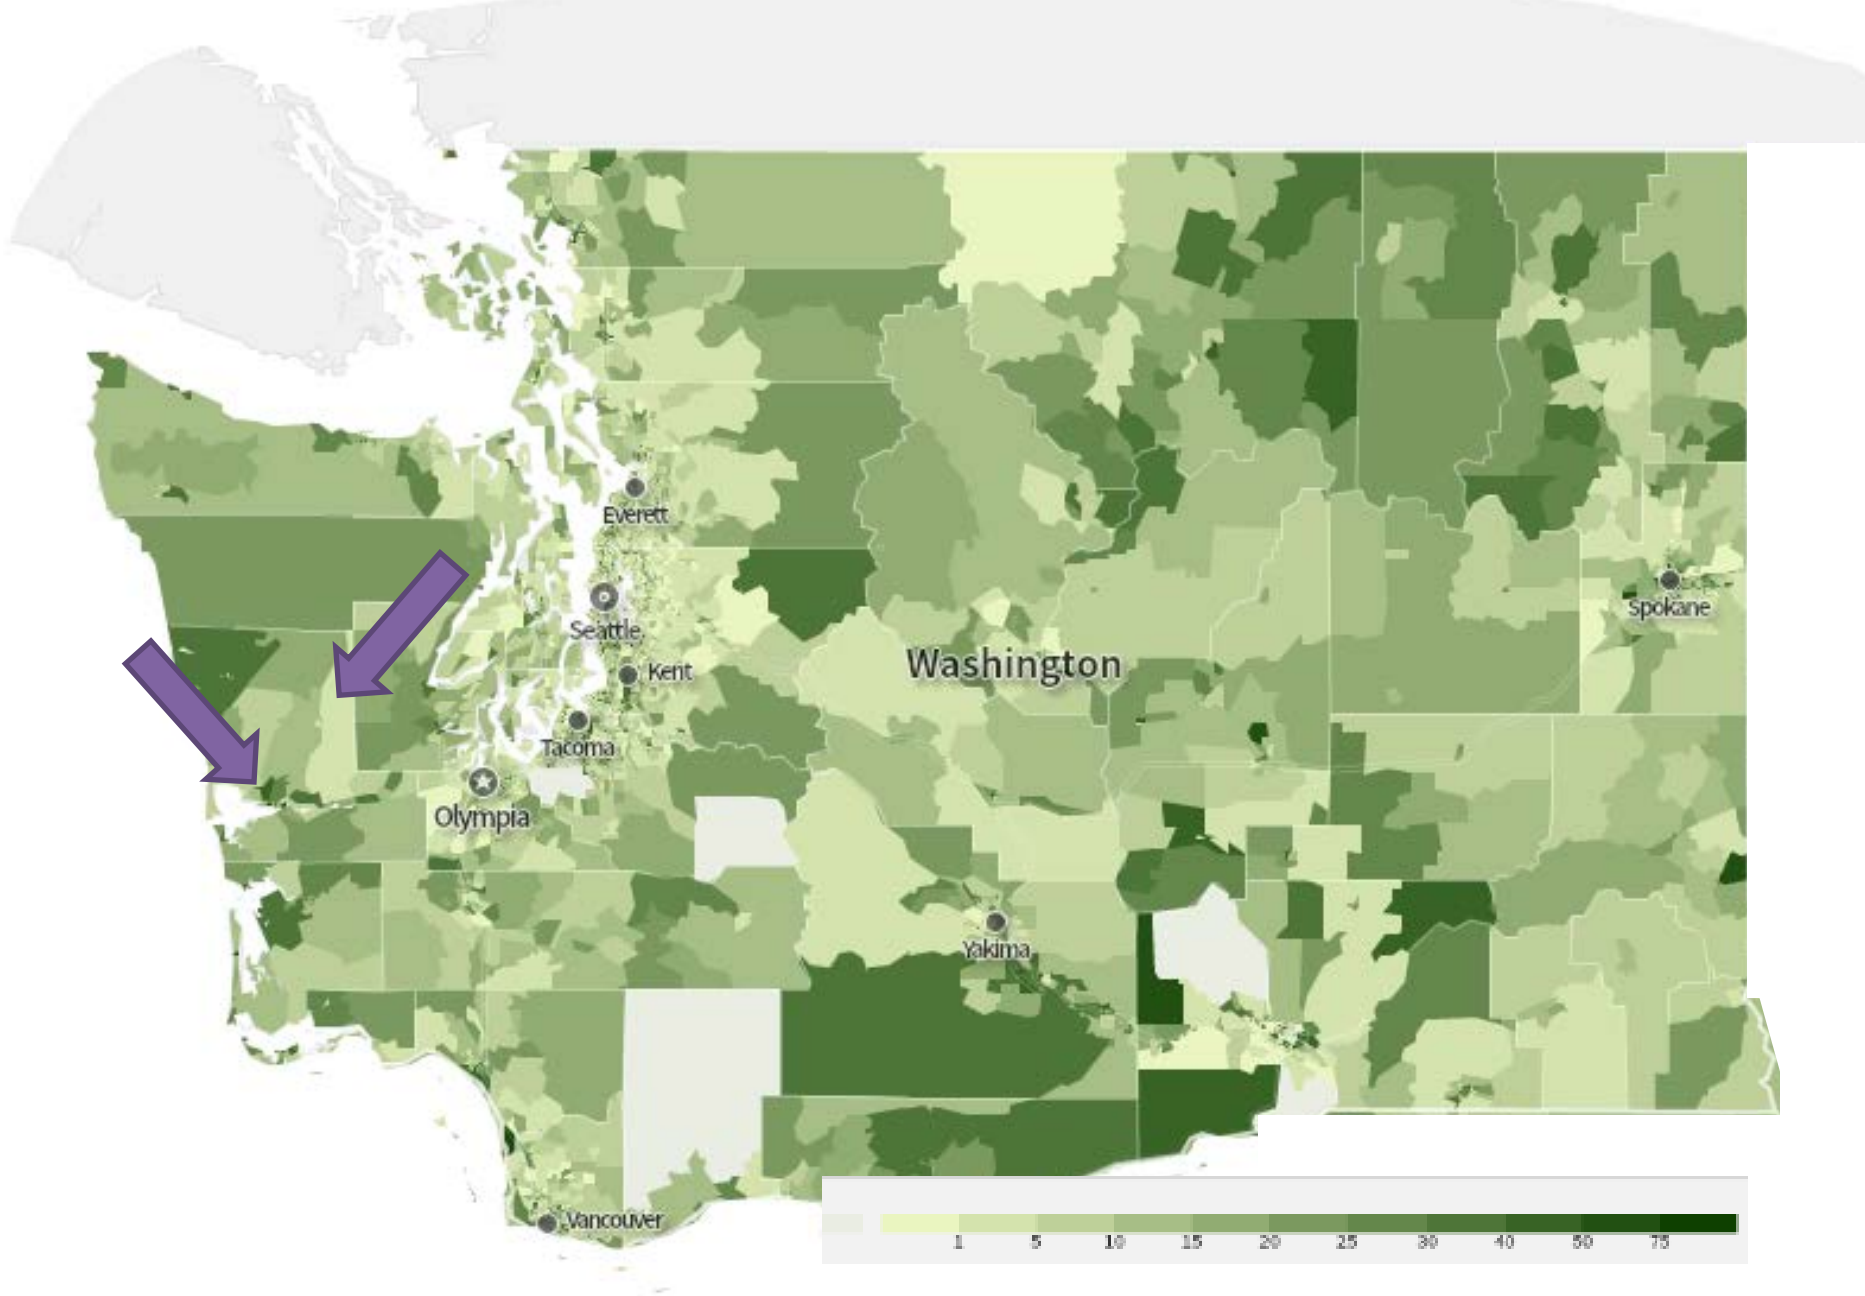 Everett
Seattle
Kent
Washington
Spokane
Tacoma
Olympia
Yakima
Vancouver
1 5 10 15 20 25 30 40 50 75